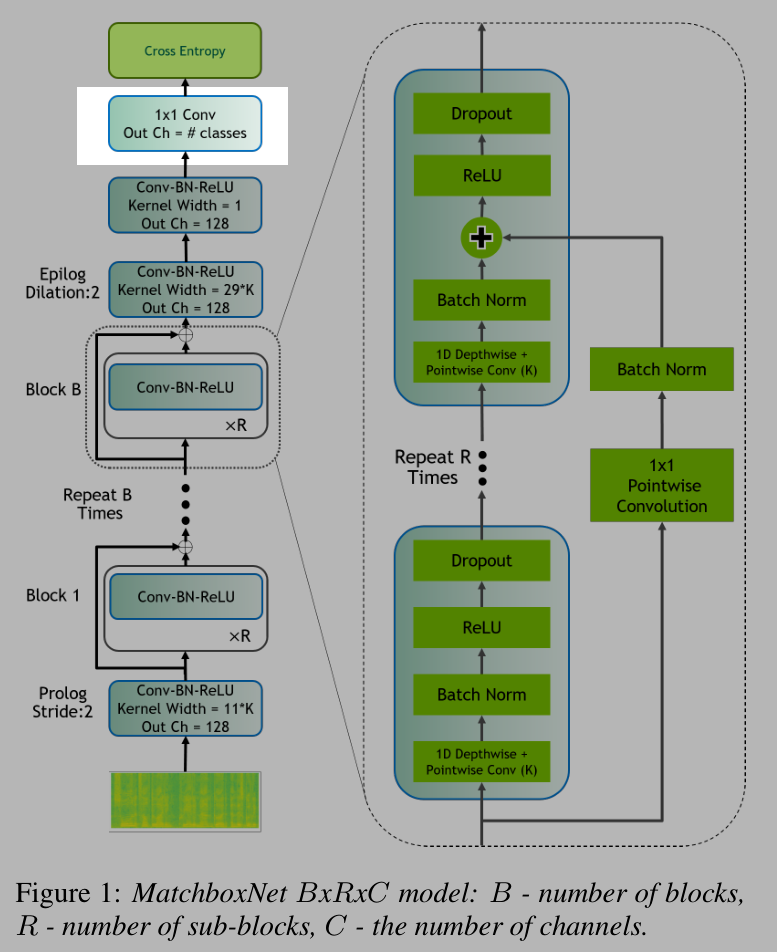 Cross Entropy
1x1 Conv
Out Ch = # classes
Conv-BN-ReLU
Kernel Width = 1
Out Ch = 128
Epilog
Dilation:2
Conv-BN-ReLU
Kernel Width = 29*K
Out Ch = 128
Block B
Conv-BN-ReLU
×R
Repeat B
Times
Block 1
Conv-BN-ReLU
×R
Prolog
Stride:2
Conv-BN-ReLU
Kernel Width = 11*K
Out Ch = 128
Dropout
ReLU
Batch Norm
1D Depthwise +
Pointwise Conv (K)
Repeat R
Times
Dropout
ReLU
Batch Norm
1D Depthwise +
Pointwise Conv (K)
Batch Norm
1x1
Pointwise
Convolution
Figure 1: MatchboxNet BxRxC model: B - number of blocks,
R - number of sub-blocks, C - the number of channels.